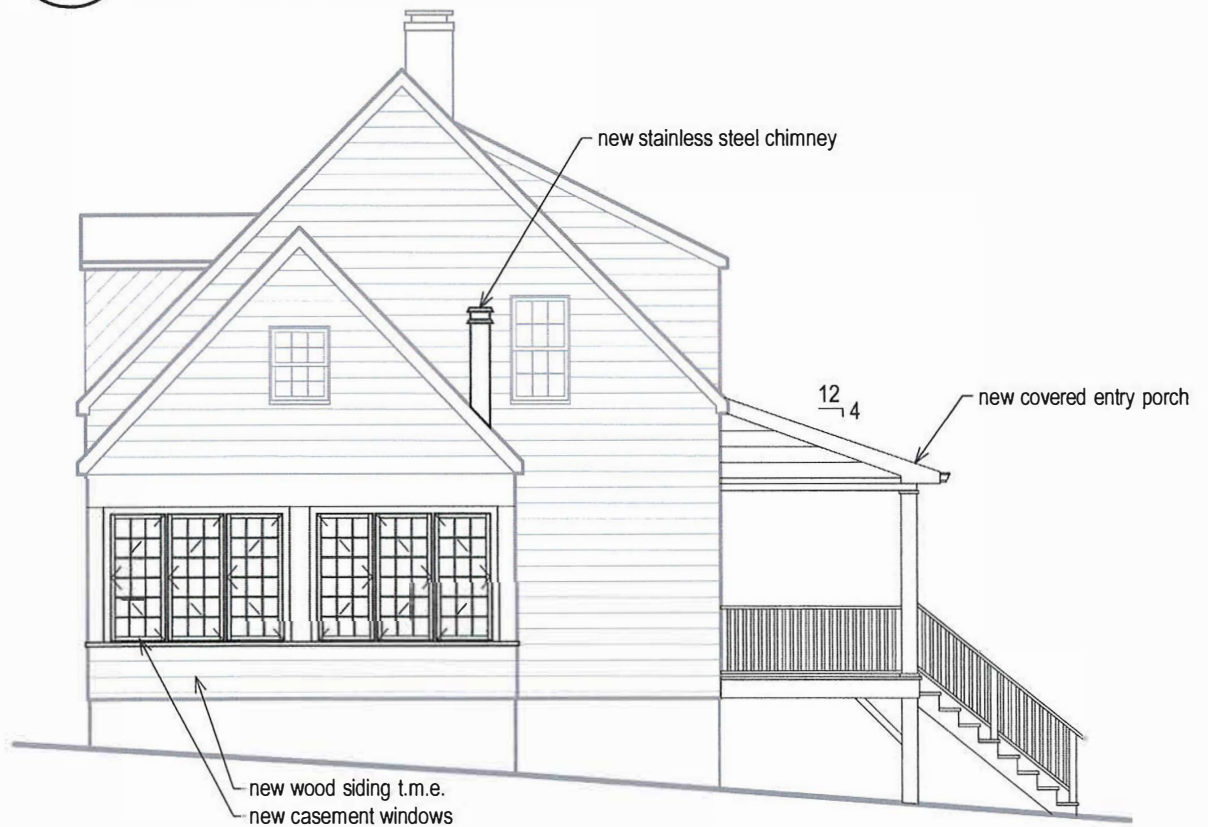 new stainless steel chimney
12
4
new covered entry porch
new wood siding t.m.e.
new casement windows